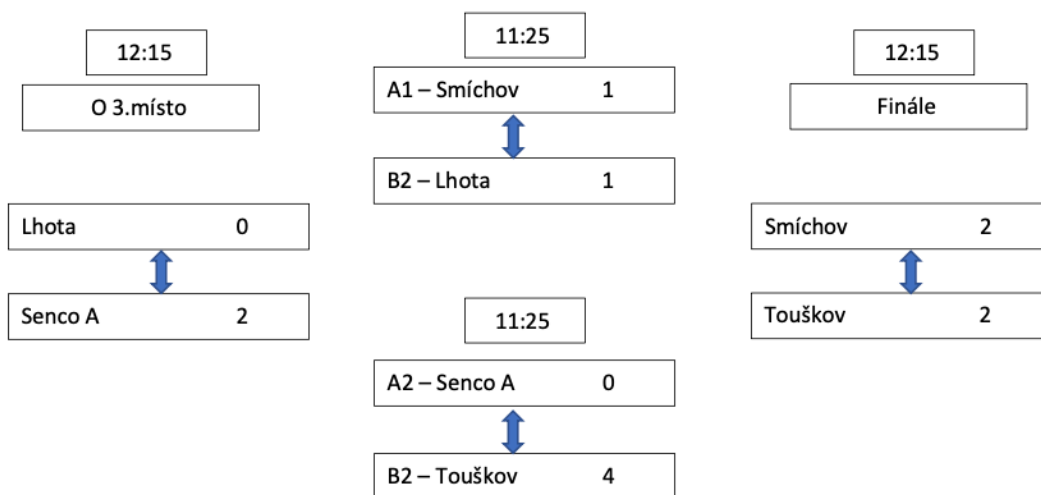 12:15
O 3.místo
Lhota 0
Senco A 2
11:25
A1 – Smíchov 1
B2 – Lhota 1
11:25
A2 – Senco A 0
B2 – Touškov 4
12:15
Finále
Smíchov 2
Touškov 2